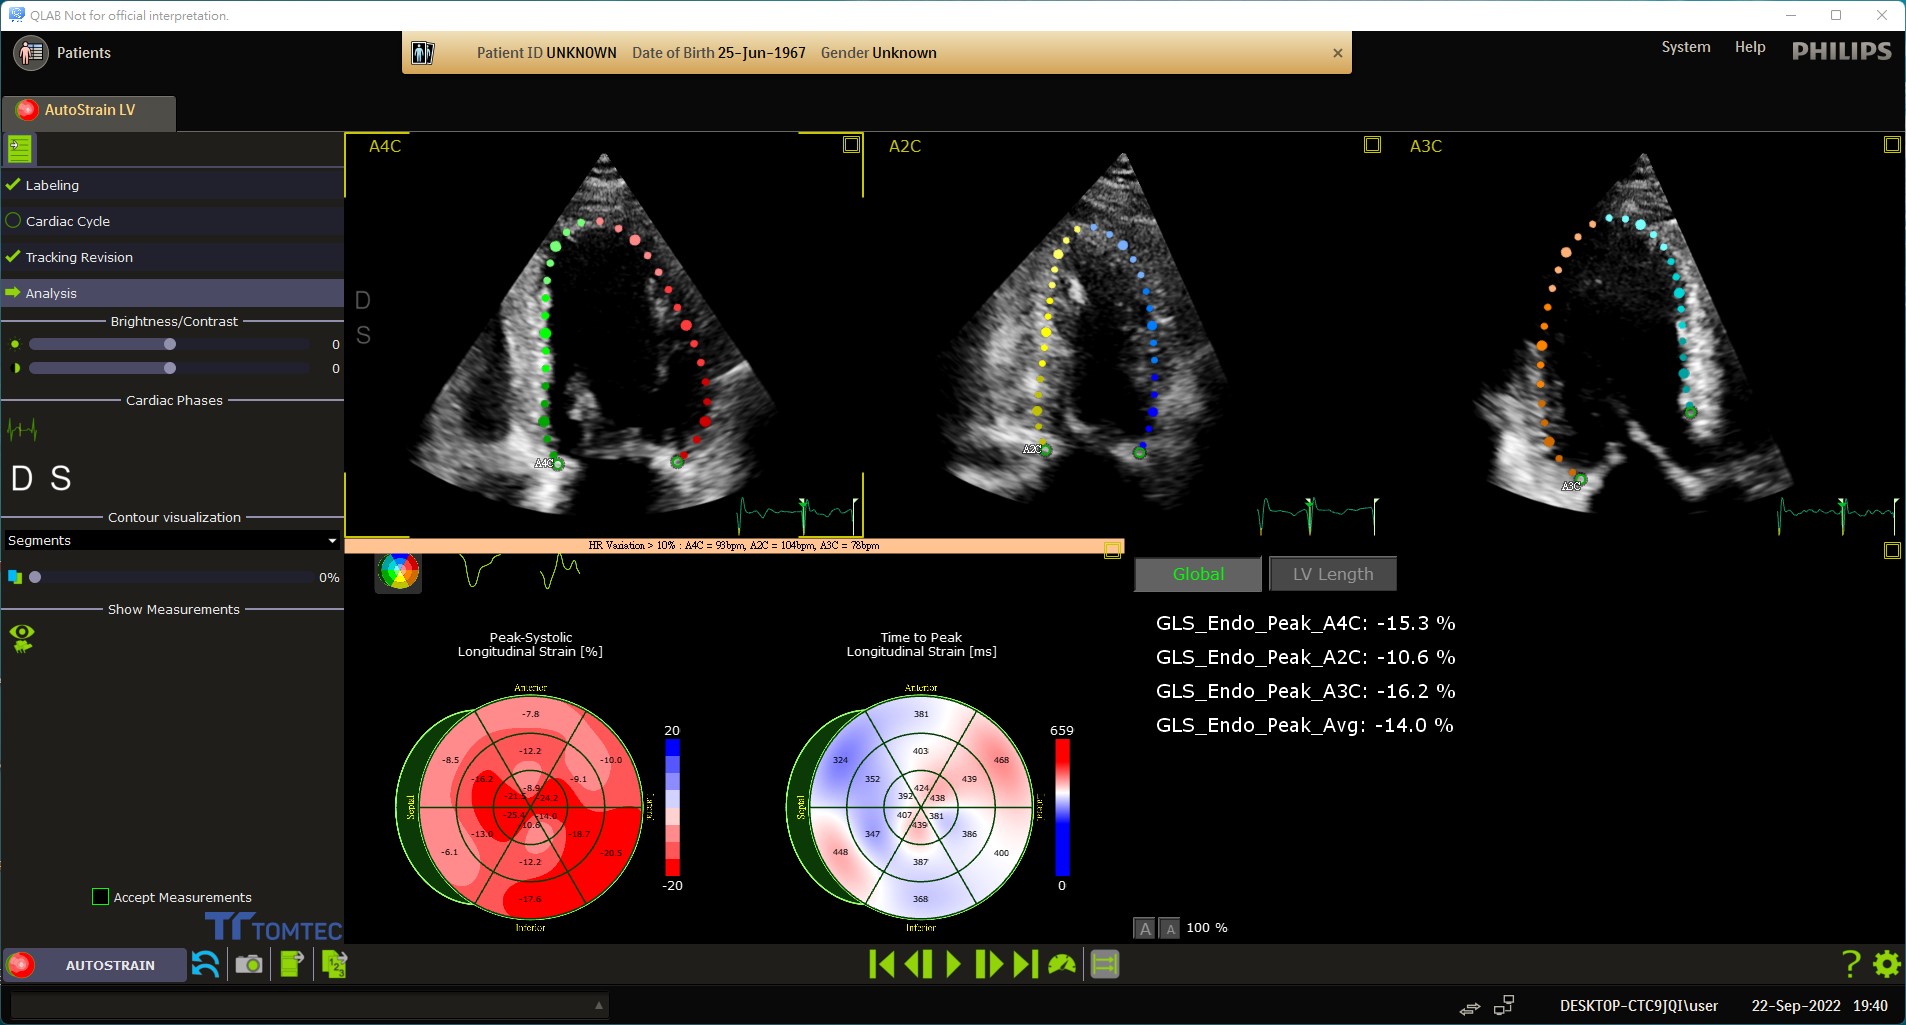 QLAB Not for official interpretation.
Patients
Patient ID UNKNOWN Date of Birth 25-Jun-1967 Gender Unknown
System Help PHILIPS
AutoStrain LV
Labeling
Cardiac Cycle
Tracking Revision
Analysis
Brightness/Contrast
0
0
Cardiac Phases
D S
Contour visualization
Segments
0%
Show Measurements
Accept Measurements
TOMTEC
A4C
D
S
A4C
A2C
A2C
A3C
A3C
HR Variation > 10% : A4C = 93bpm, A2C = 104bpm, A3C = 78bpm
Peak-Systolic
Longitudinal Strain [%]
Anterior
-7.8
-8.5
-12.2
-10.0
-16.2
-9.1
-8.9
-24.2
Septal
-25.4
-14.0
-10.6
-13.0
-18.7
-6.1
-20.5
-12.2
-17.6
Inferior
20
-20
Time to Peak
Longitudinal Strain [ms]
Anterior
381
324
403
468
352
439
424
392
438
Septal
Lateral
407
381
439
347
386
448
400
387
368
Inferior
659
0
Global LV Length
GLS_Endo_Peak_A4C: -15.3 %
GLS_Endo_Peak_A2C: -10.6 %
GLS_Endo_Peak_A3C: -16.2 %
GLS_Endo_Peak_Avg: -14.0 %
A A 100 %
AUTOSTRAIN
1 2 3
?
DESKTOP-CTC9JQI\user 22-Sep-2022 19:40